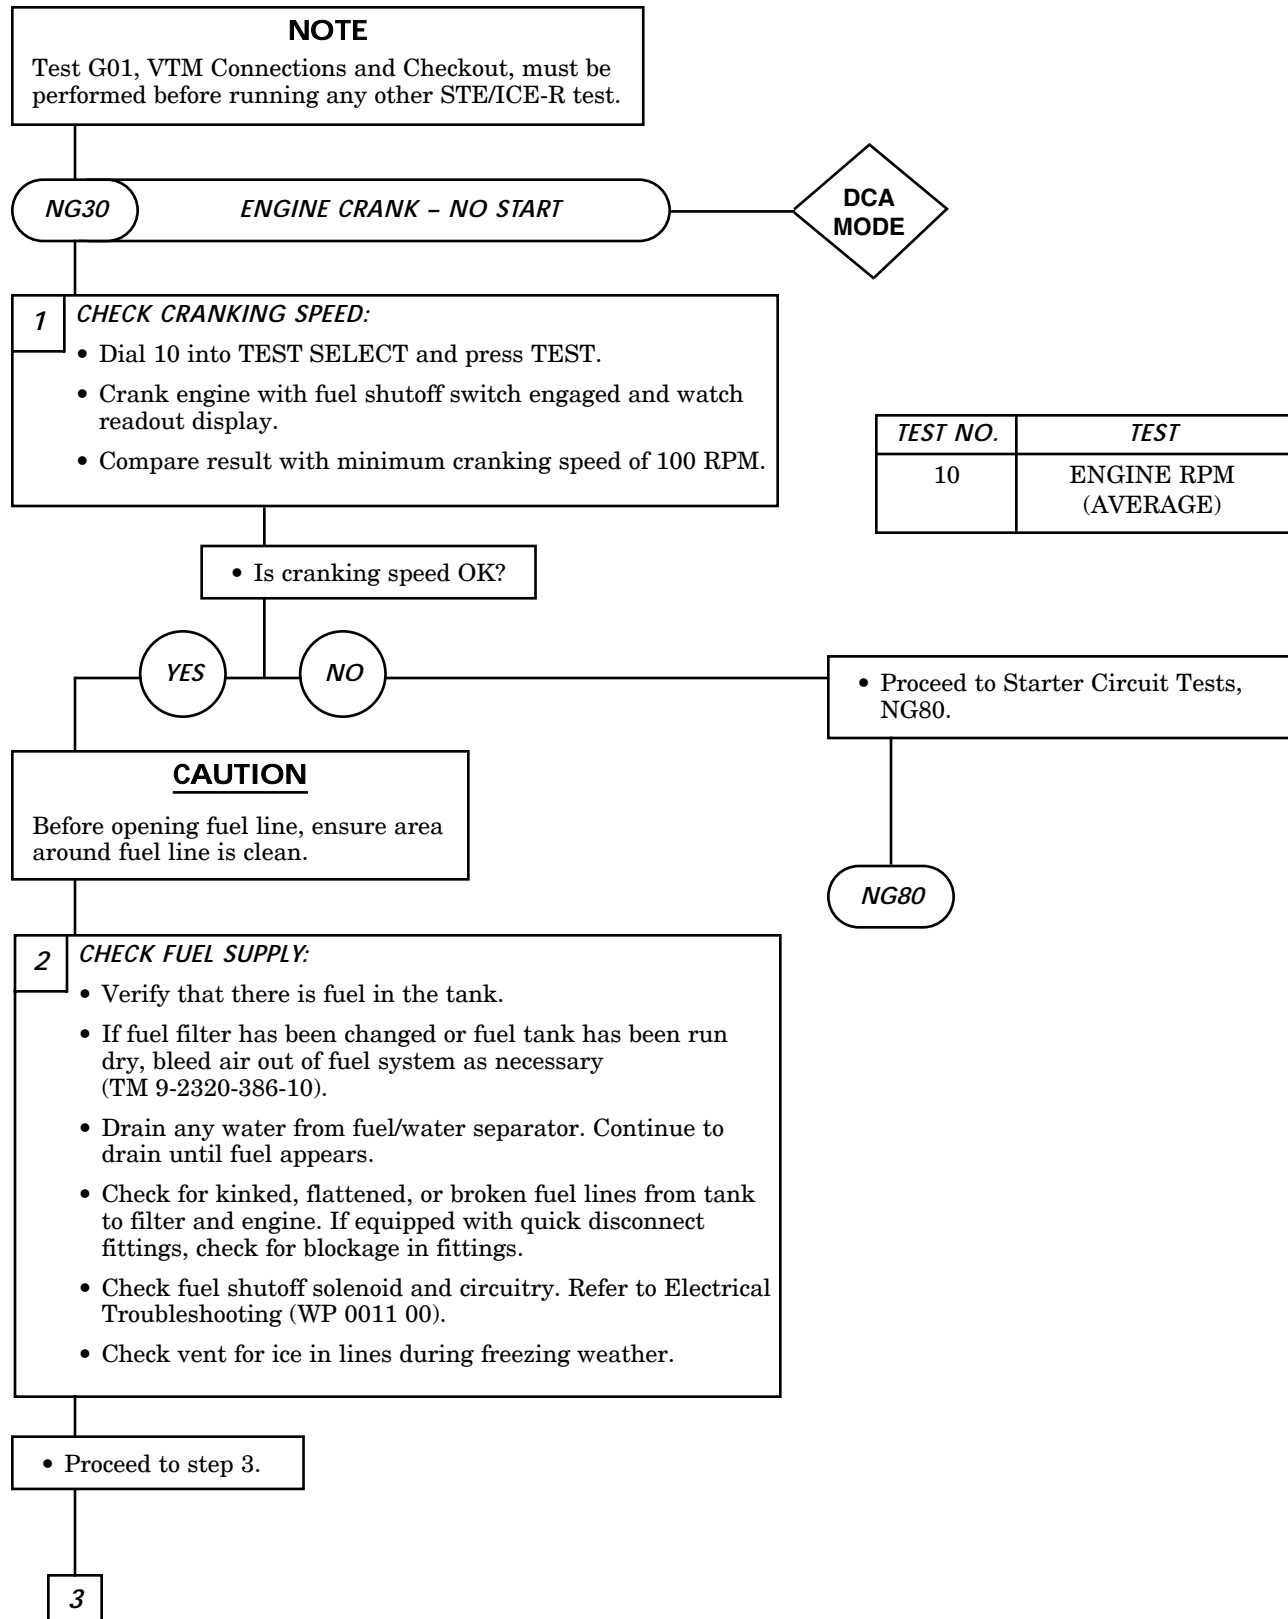 NOTE
Test G01, VTM Connections and Checkout, must be
performed before running any other STE/ICE-R test.
NG30
ENGINE CRANK – NO START
DCA
MODE
1
CHECK CRANKING SPEED:
• Dial 10 into TEST SELECT and press TEST.
• Crank engine with fuel shutoff switch engaged and watch
readout display.
• Compare result with minimum cranking speed of 100 RPM.
TEST NO.
TEST
10
ENGINE RPM
(AVERAGE)
• Is cranking speed OK?
YES
NO
• Proceed to Starter Circuit Tests,
NG80.
NG80
CAUTION
Before opening fuel line, ensure area
around fuel line is clean.
2
CHECK FUEL SUPPLY:
• Verify that there is fuel in the tank.
• If fuel filter has been changed or fuel tank has been run
dry, bleed air out of fuel system as necessary
(TM 9-2320-386-10).
• Drain any water from fuel/water separator. Continue to
drain until fuel appears.
• Check for kinked, flattened, or broken fuel lines from tank
to filter and engine. If equipped with quick disconnect
fittings, check for blockage in fittings.
• Check fuel shutoff solenoid and circuitry. Refer to Electrical
Troubleshooting (WP 0011 00).
• Check vent for ice in lines during freezing weather.
• Proceed to step 3.
3